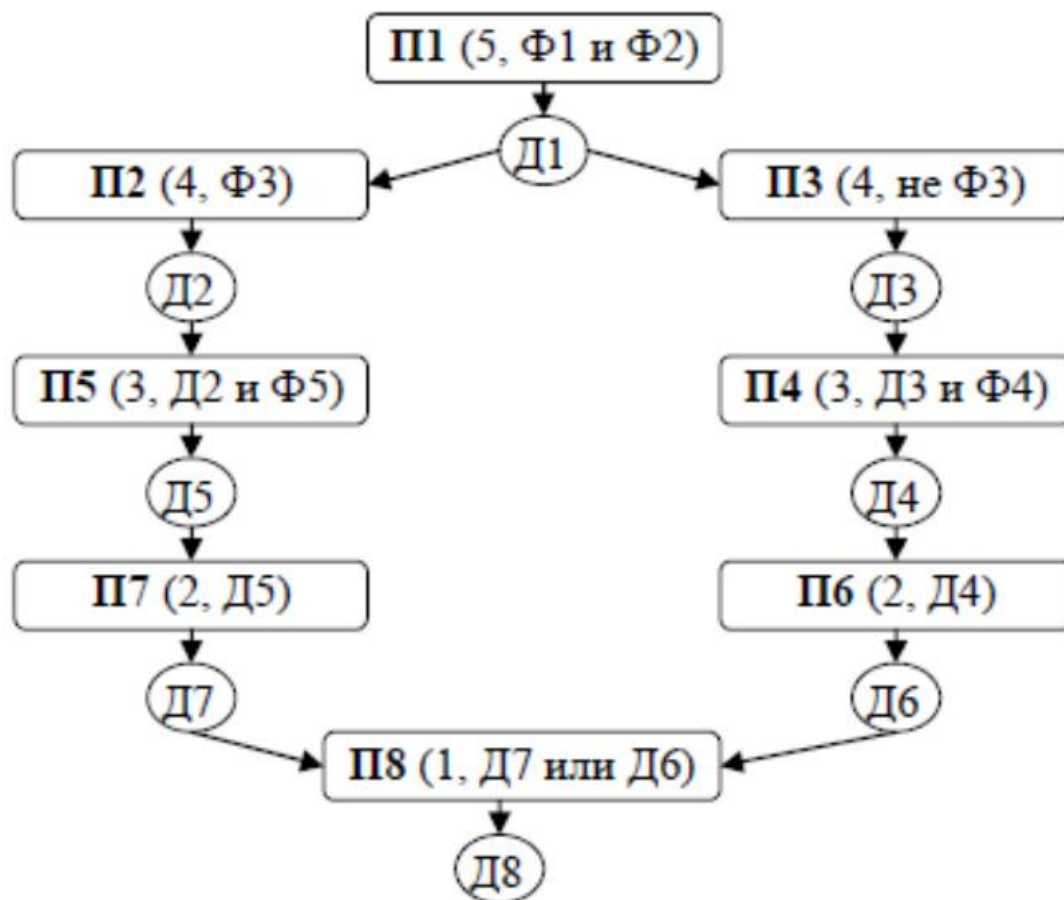 П1 (5, Ф1 и Ф2)
Д1
П2 (4, Ф3)
П3 (4, не Ф3)
Д2
Д3
П5 (3, Д2 и Ф5)
П4 (3, Д3 и Ф4)
Д5
Д4
П7 (2, Д5)
П6 (2, Д4)
Д7
Д6
П8 (1, Д7 или Д6)
Д8